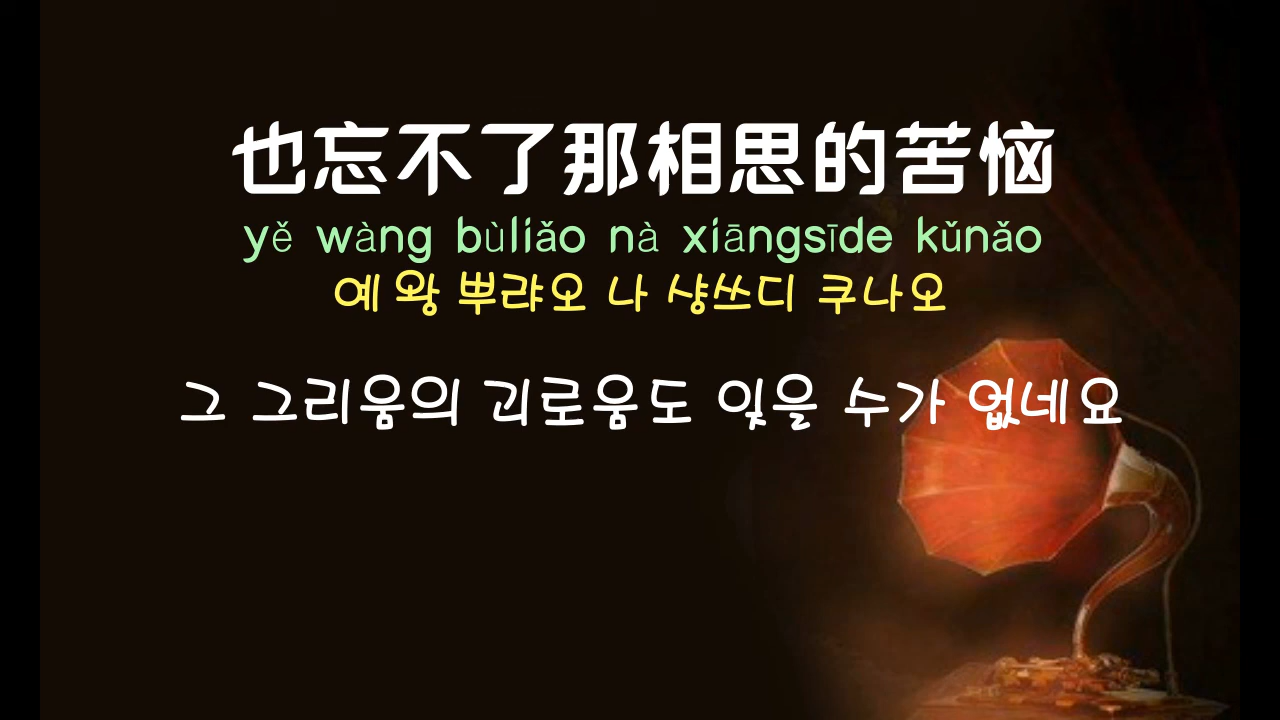 也忘不了那相思的苦恼
yě wàng bùliǎo nà xiāngsīde kǔnǎo
예 왕 뿌랴오 나 샹쓰디 쿠나오
그 그리움의 괴로움도 잊을 수가 없네요